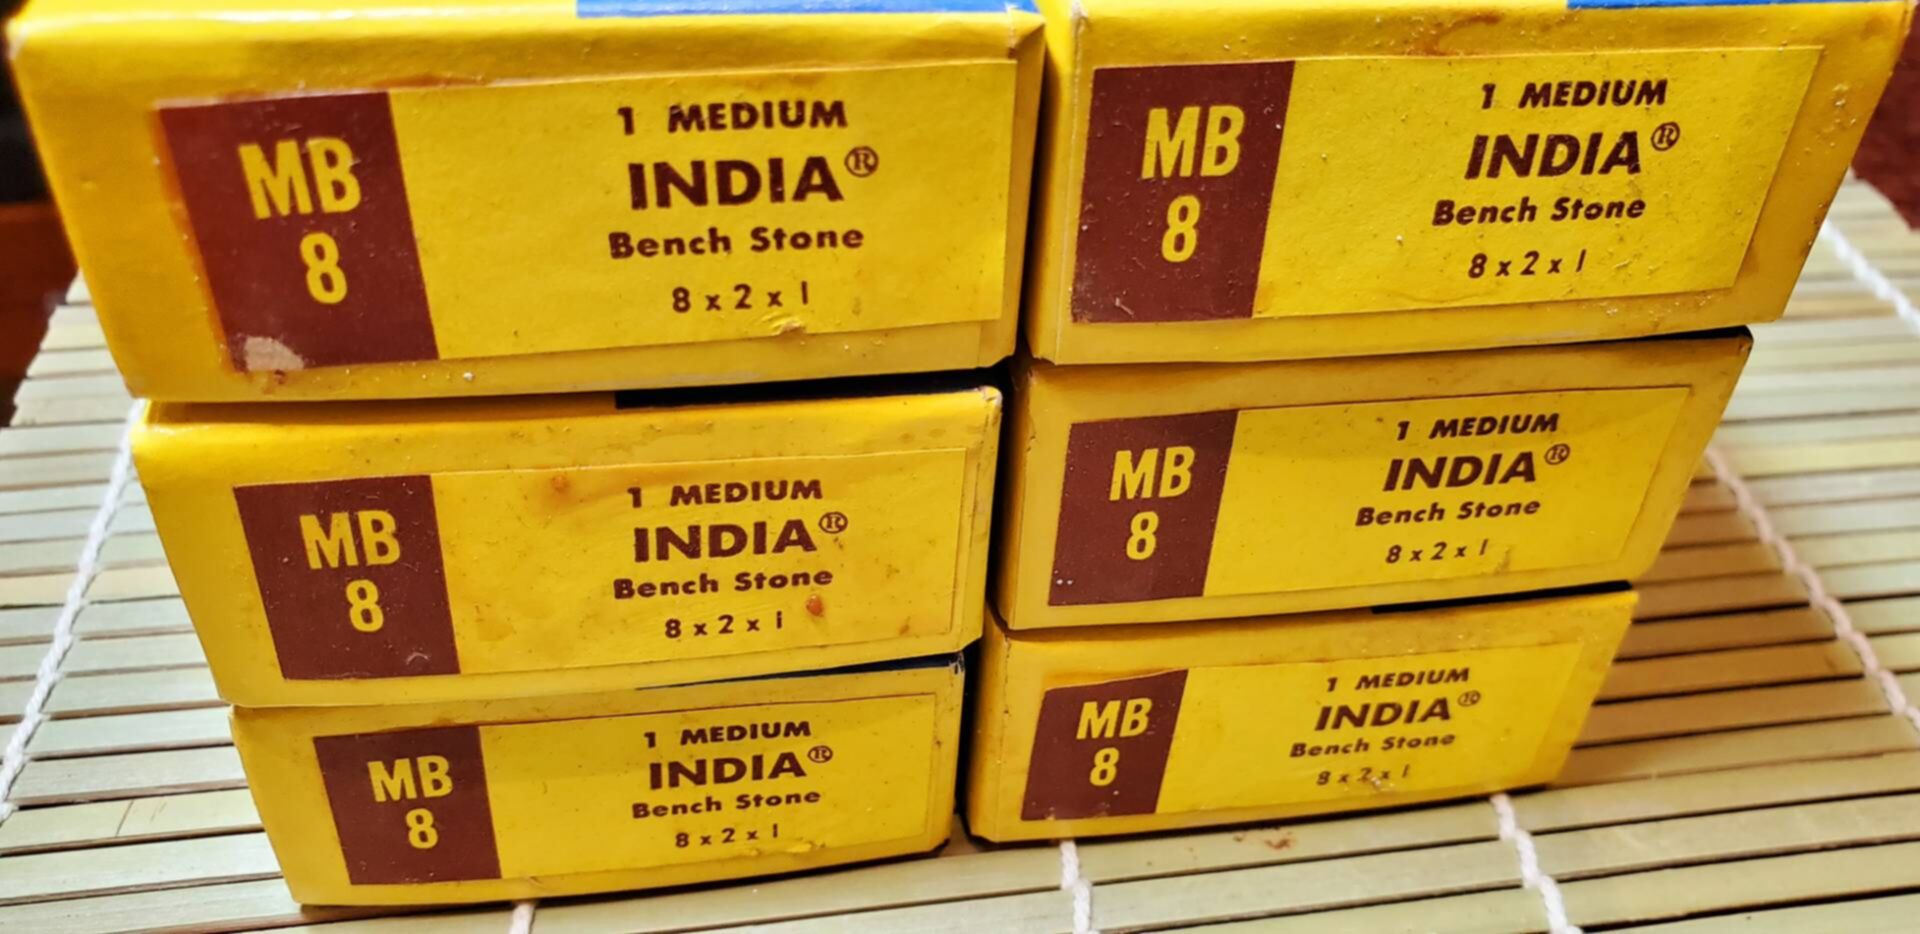 MB
8
1 MEDIUM
INDIA®
Bench Stone
8 x 2 x 1
MB
8
1 MEDIUM
INDIA®
Bench Stone
8 x 2 x 1
MB
8
1 MEDIUM
INDIA®
Bench Stone
8 x 2 x 1
MB
8
1 MEDIUM
INDIA®
Bench Stone
8 x 2 x 1
MB
8
1 MEDIUM
INDIA®
Bench Stone
8 x 2 x 1
MB
8
1 MEDIUM
INDIA®
Bench Stone
8 x 2 x 1